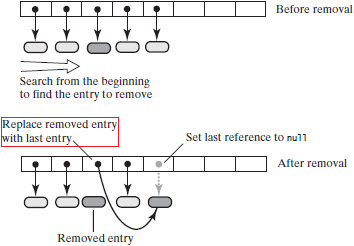 Before removal
Search from the beginning
to find the entry to remove
Replace removed entry
with last entry
Set last reference to null
After removal
Removed entry